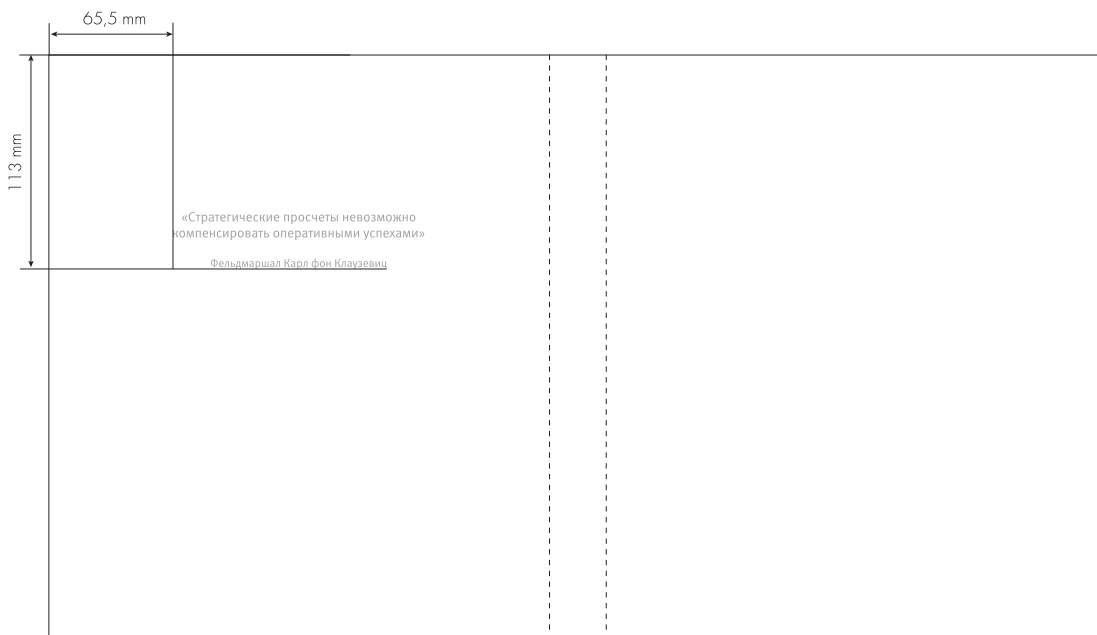 65,5 mm
113 mm
«Стратегические просчеты невозможно
компенсировать оперативными успехами»
Фельдмаршал Карл фон Клаузевиц